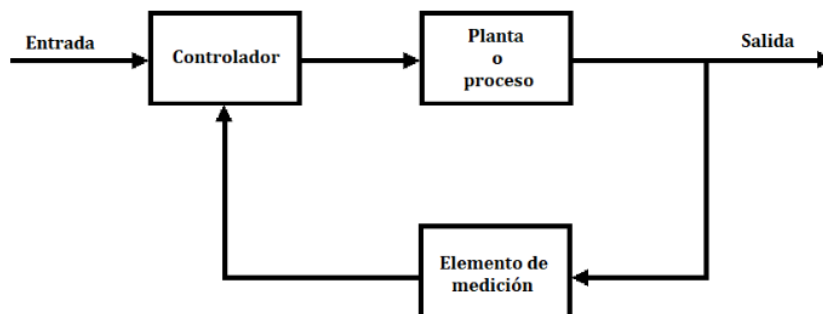 Entrada
Controlador
Planta
o
proceso
Salida
Elemento de
medición